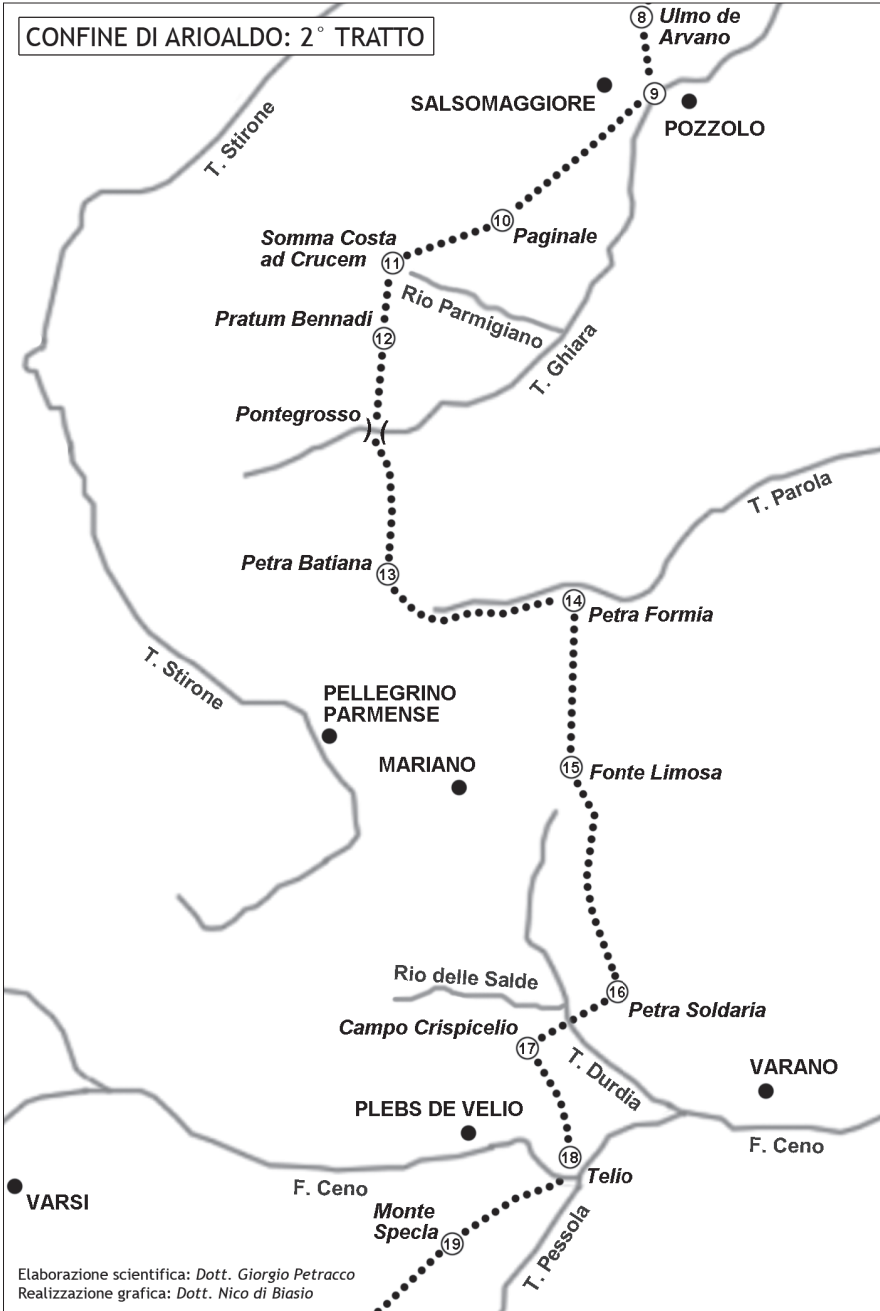 CONFINE DI ARIOALDO: 2° TRATTO
8
Ulmo de
Arvano
T. Stirone
SALSOMAGGIORE
9
POZZOLO
10
Paginale
Somma Costa
ad Crucem
11
Rio Parmigiano
Pratum Bennadi
12
T. Ghiara
Pontegrosso
T. Parola
Petra Batiana
13
14
Petra Formia
T. Stirone
PELLEGRINO
PARMENSE
MARIANO
15
Fonte Limosa
Rio delle Salde
16
Petra Soldaria
Campo Crispicelio
17
T. Durdia
VARANO
PLEBS DE VELIO
F. Ceno
18
Telio
F. Ceno
VARSI
Monte
Specla
19
T. Pessola
Elaborazione scientifica: Dott. Giorgio Petracco
Realizzazione grafica: Dott. Nico di Biasio